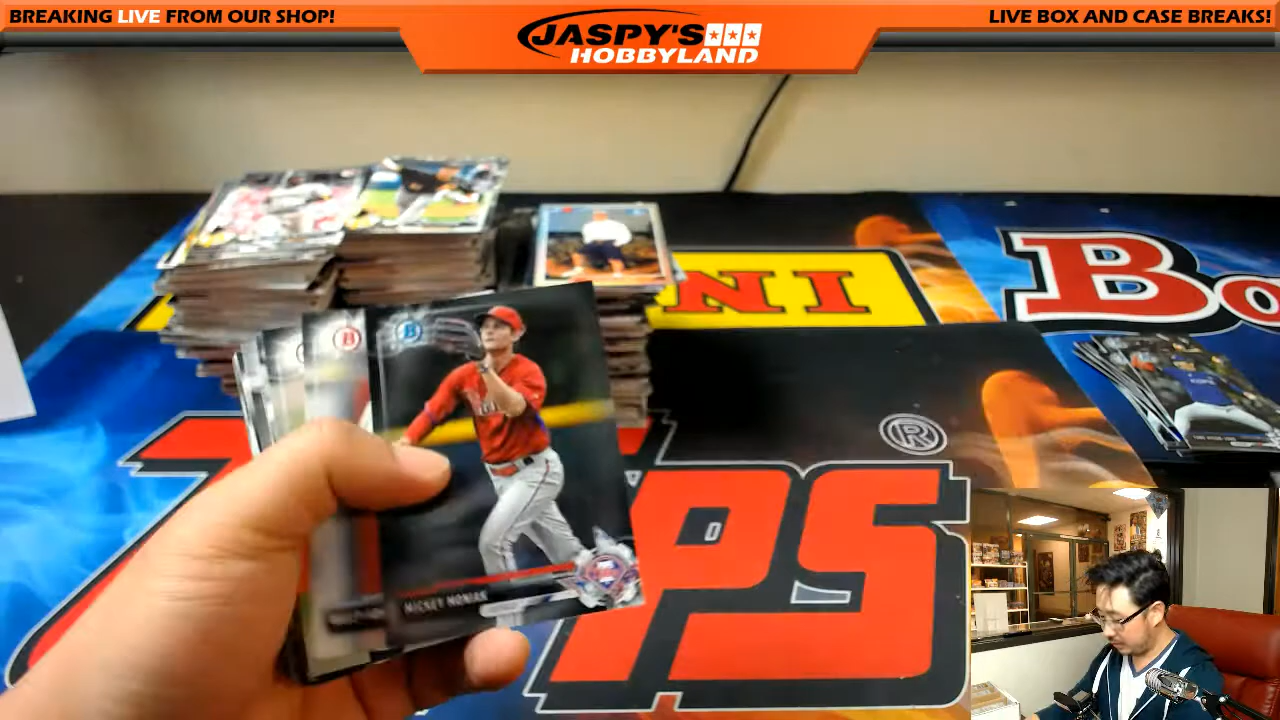 BREAKING LIVE FROM OUR SHOP!
JASPY'S
HOBBYLAND
LIVE BOX AND CASE BREAKS!
NI
Bo
®
B
B
MICKEY MONIAK
PS